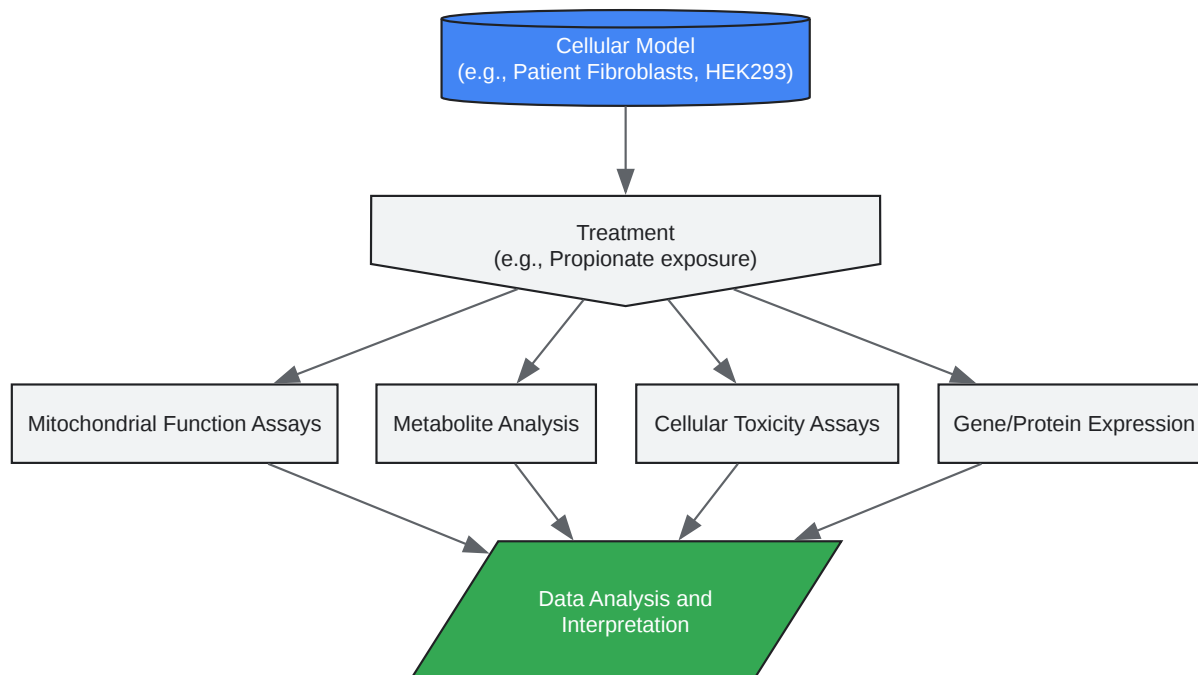 Cellular Model
(e.g., Patient Fibroblasts, HEK293)
Treatment
(e.g., Propionate exposure)
Mitochondrial Function Assays
Metabolite Analysis
Cellular Toxicity Assays
Gene/Protein Expression
Data Analysis and
Interpretation